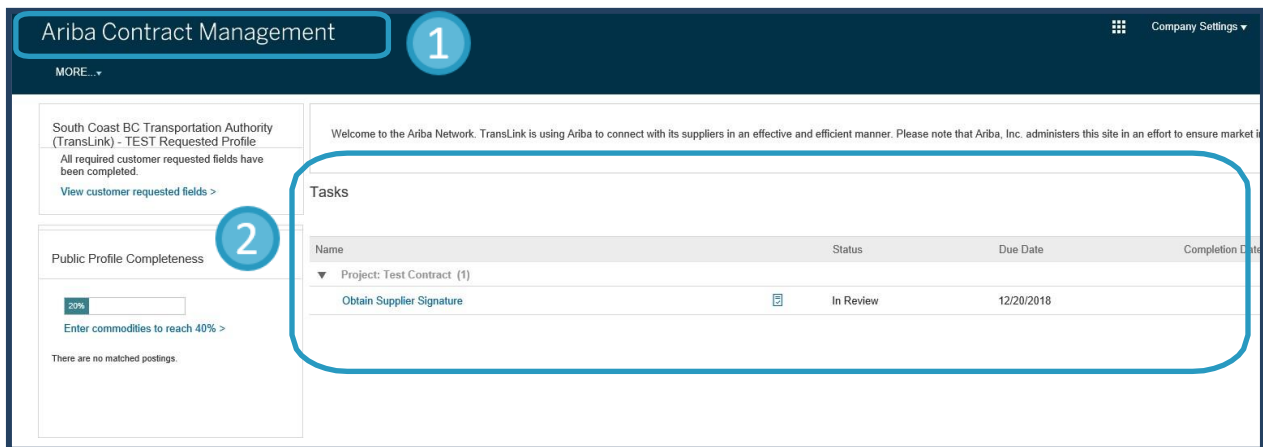 Ariba Contract Management
1
Company Settings
MORE...
South Coast BC Transportation Authority
(TransLink) - TEST Requested Profile
All required customer requested fields have
been completed.
View customer requested fields >
Welcome to the Ariba Network. TransLink is using Ariba to connect with its suppliers in an effective and efficient manner. Please note that Ariba, Inc. administers this site in an effort to ensure market
Tasks
2
Name Status Due Date Completion Date
Project: Test Contract (1)
Obtain Supplier Signature In Review 12/20/2018
Public Profile Completeness
20%
Enter commodities to reach 40% >
There are no matched postings.